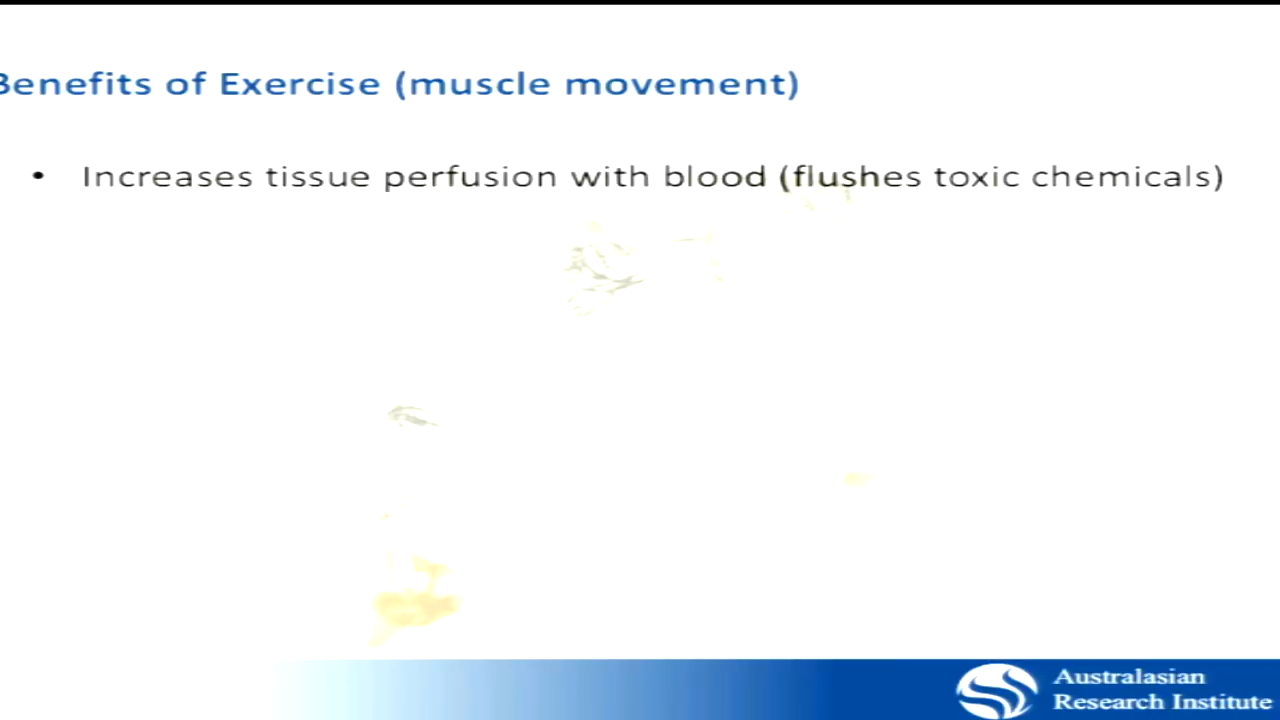 Benefits of Exercise (muscle movement)
• Increases tissue perfusion with blood (flushes toxic chemicals)
Australasian
Research Institute